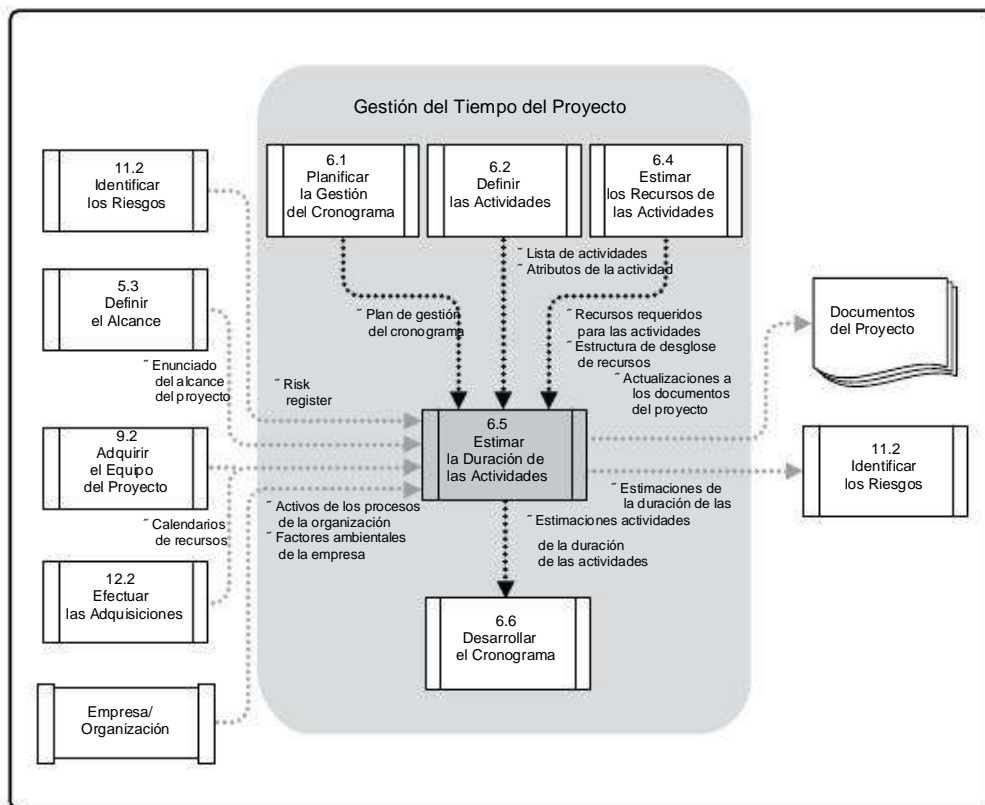 Gestión del Tiempo del Proyecto
11.2
Identificar
los Riesgos
6.1
Planificar
la Gestión
del Cronograma
6.2
Definir
las Actividades
6.4
Estimar
los Recursos de
las Actividades
˝ Lista de actividades
˝ Atributos de la actividad
5.3
Definir
el Alcance
˝ Plan de gestión
del cronograma
˝ Recursos requeridos
para las actividades
˝ Estructura de desglose
de recursos
Documentos
del Proyecto
˝ Enunciado
del alcance
del proyecto
˝ Risk
register
˝ Actualizaciones a
los documentos
del proyecto
9.2
Adquirir
el Equipo
del Proyecto
6.5
Estimar
la Duración de
las Actividades
11.2
Identificar
los Riesgos
˝ Calendarios
de recursos
˝ Activos de los procesos
de la organización
˝ Factores ambientales
de la empresa
˝ Estimaciones de
la duración de las
˝ Estimaciones actividades
de la duración
de las actividades
12.2
Efectuar
las Adquisiciones
6.6
Desarrollar
el Cronograma
Empresa/
Organización